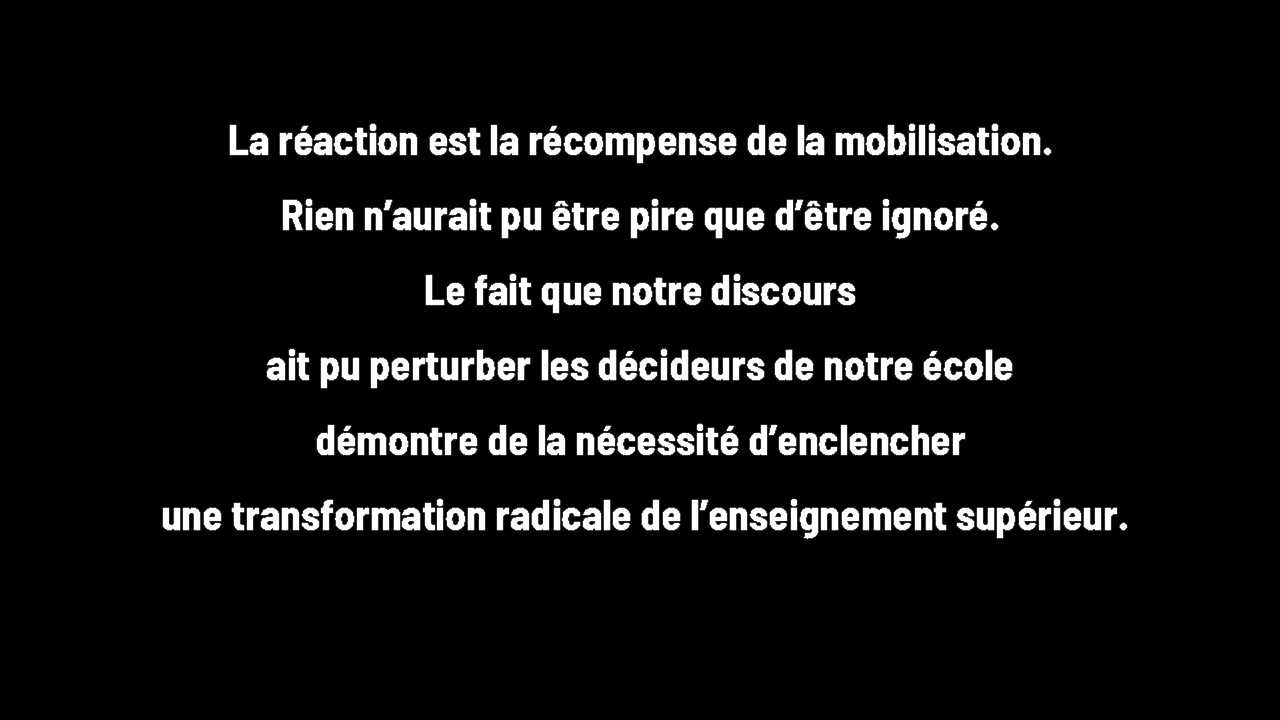 La réaction est la récompense de la mobilisation.
Rien n’aurait pu être pire que d’être ignoré.
Le fait que notre discours
ait pu perturber les décideurs de notre école
démontre de la nécessité d’enclencher
une transformation radicale de l’enseignement supérieur.